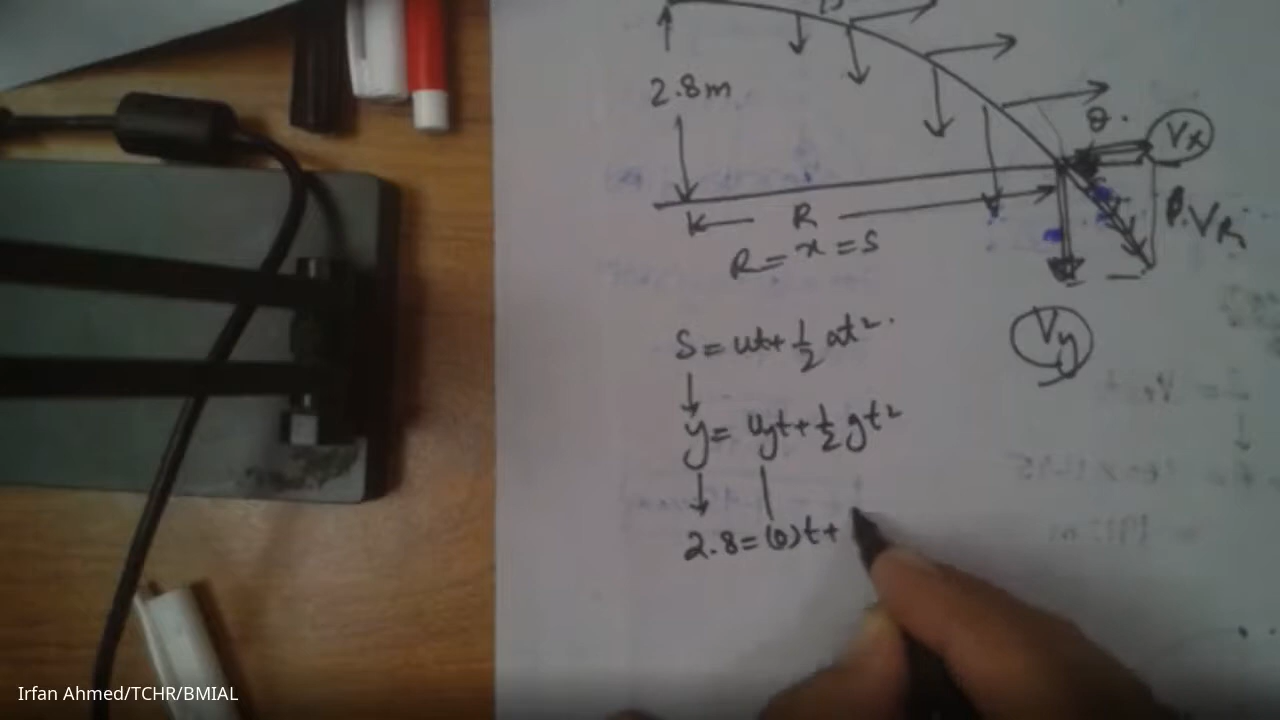 2.8m
θ.
Vx
R
R = x = S
Vy
S = ut + ½ at².
y = Uyt + ½ gt²
2.8 = (0)t +
Irfan Ahmed/TCHR/BMIAL